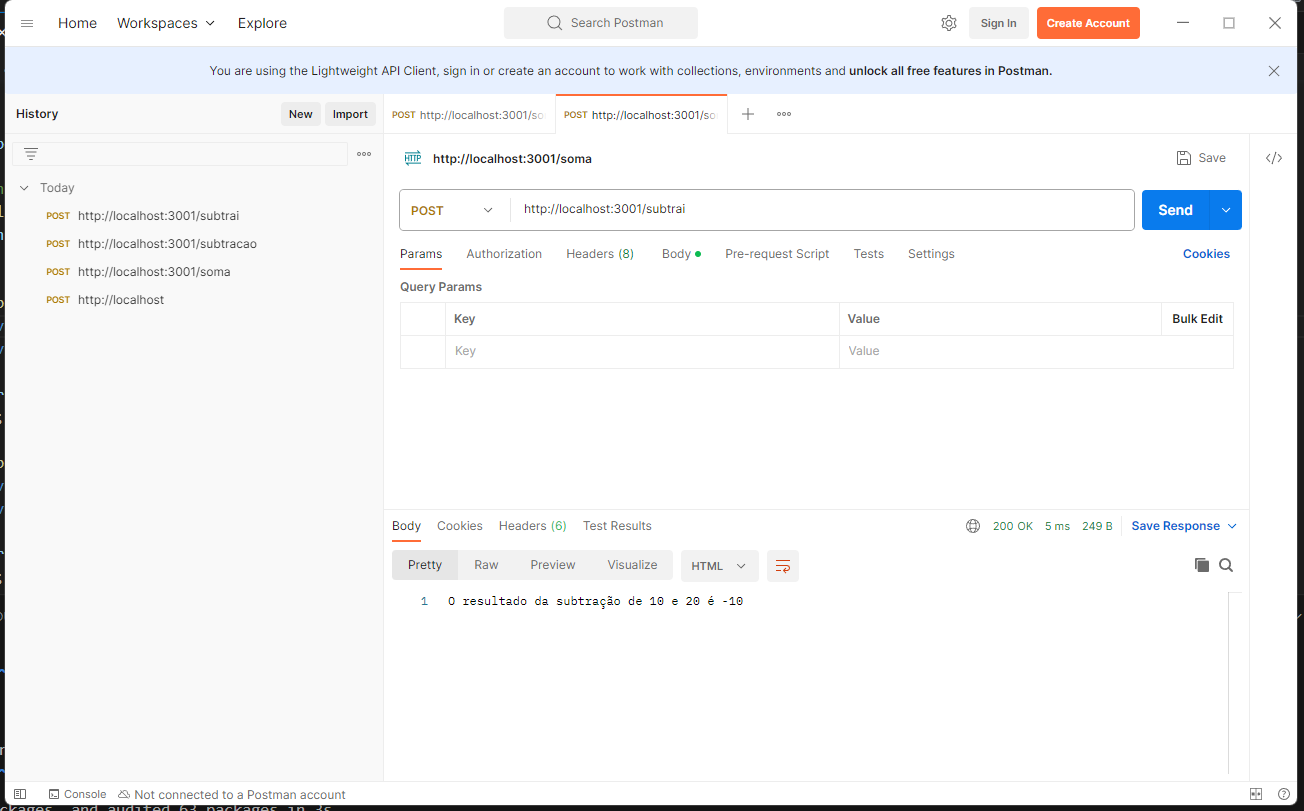 Home Workspaces Explore Search Postman Sign In Create Account
You are using the Lightweight API Client, sign in or create an account to work with collections, environments and unlock all free features in Postman.
History New Import
POST http://localhost:3001/so POST http://localhost:3001/so
HTTP http://localhost:3001/soma Save </>
Today
POST http://localhost:3001/subtrai
POST http://localhost:3001/subtracao
POST http://localhost:3001/soma
POST http://localhost
POST http://localhost:3001/subtrai Send
Params Authorization Headers (8) Body Pre-request Script Tests Settings Cookies
Query Params
Key Value Bulk Edit
Key Value
Body Cookies Headers (6) Test Results 200 OK 5 ms 249 B Save Response
Pretty Raw Preview Visualize HTML
1 O resultado da subtração de 10 e 20 é -10
Console Not connected to a Postman account
ckages, and audited 63 packages in 3s